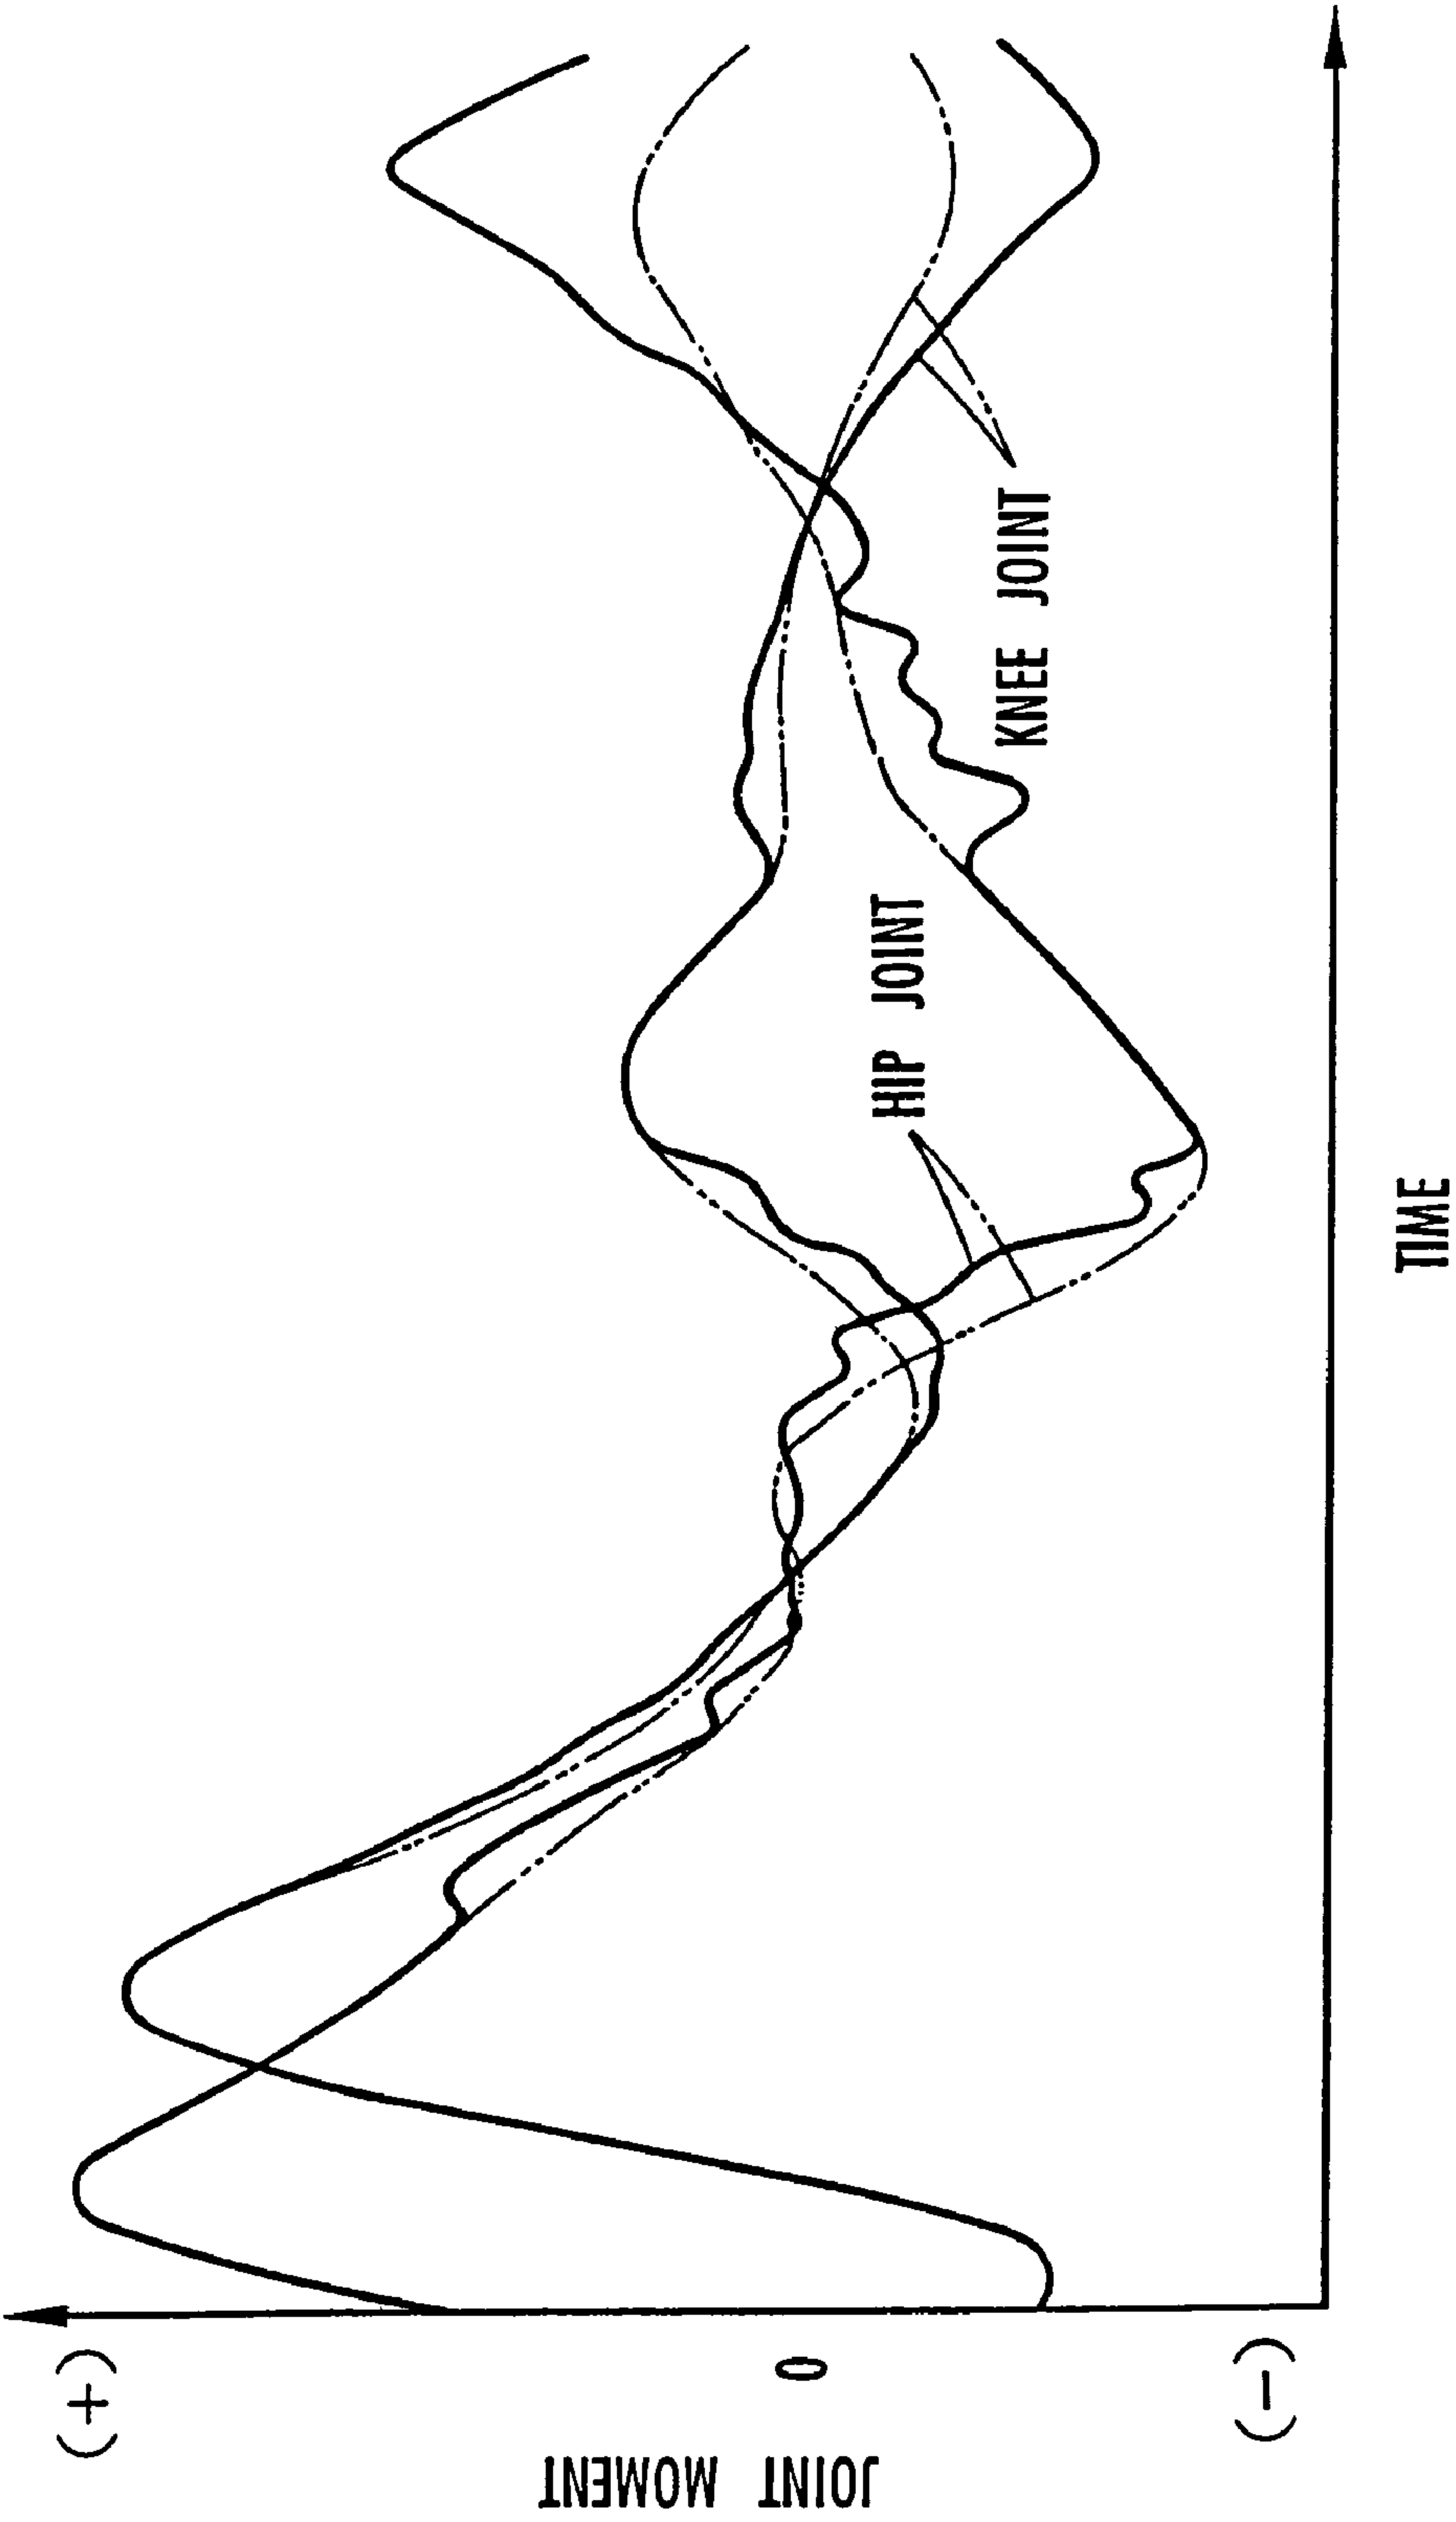 JOINT MOMENT
(+)
0
(-)
HIP JOINT
KNEE JOINT
TIME